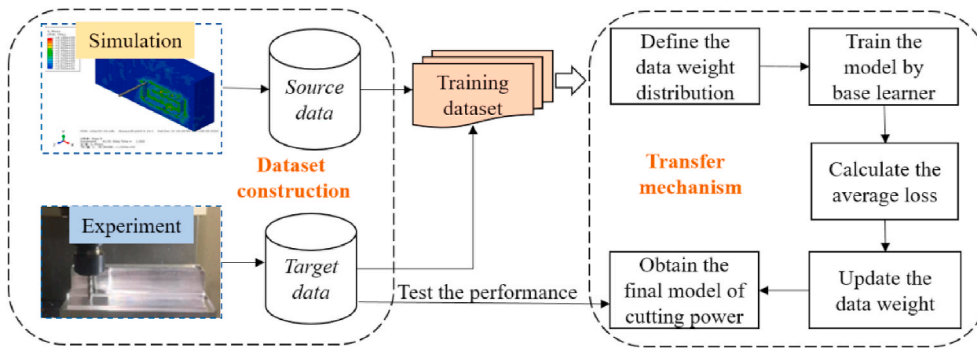 Simulation
Source
data
Training
dataset
Define the
data weight
distribution
Train the
model by
base learner
Dataset
construction
Transfer
mechanism
Calculate the
average loss
Experiment
Target
data
Test the performance
Obtain the
final model of
cutting power
Update the
data weight